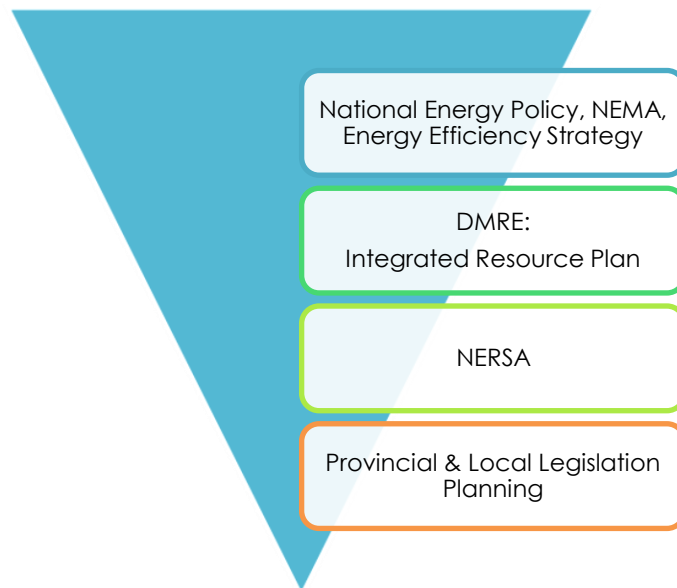 National Energy Policy, NEMA,
Energy Efficiency Strategy
DMRE:
Integrated Resource Plan
NERSA
Provincial & Local Legislation
Planning